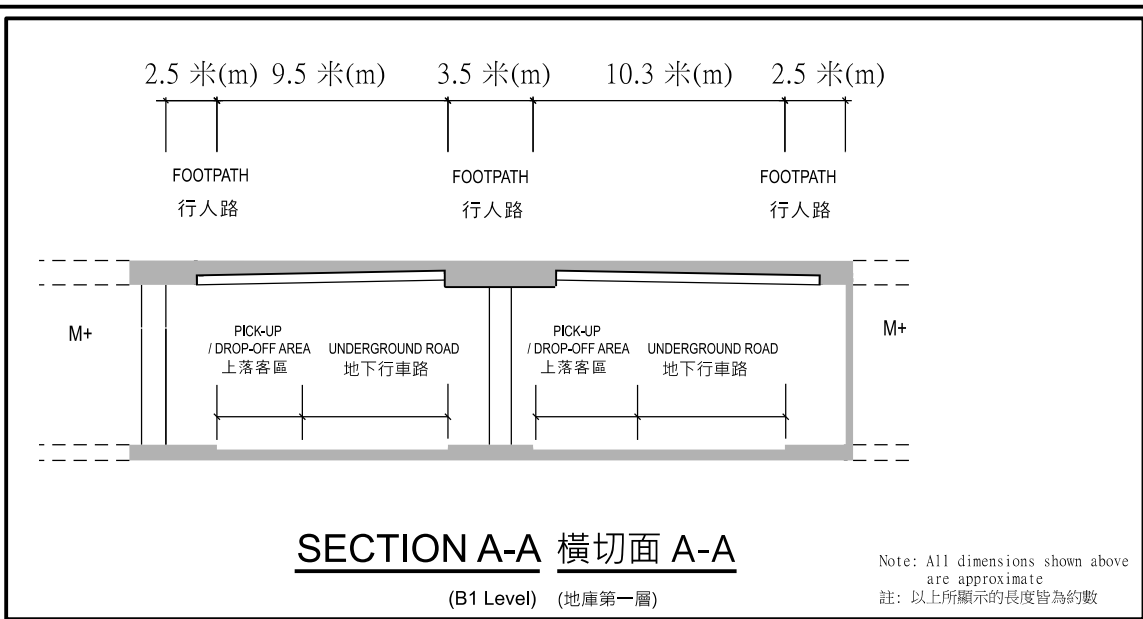 2.5 米(m) 9.5 米(m) 3.5 米(m) 10.3 米(m) 2.5 米(m)
FOOTPATH FOOTPATH FOOTPATH
行人路 行人路 行人路
M+ M+
PICK-UP
/ DROP-OFF AREA
上落客區
UNDERGROUND ROAD
地下行車路
PICK-UP
/ DROP-OFF AREA
上落客區
UNDERGROUND ROAD
地下行車路
SECTION A-A 橫切面 A-A
(B1 Level) (地庫第一層)
Note: All dimensions shown above
are approximate
註: 以上所顯示的長度皆為約數